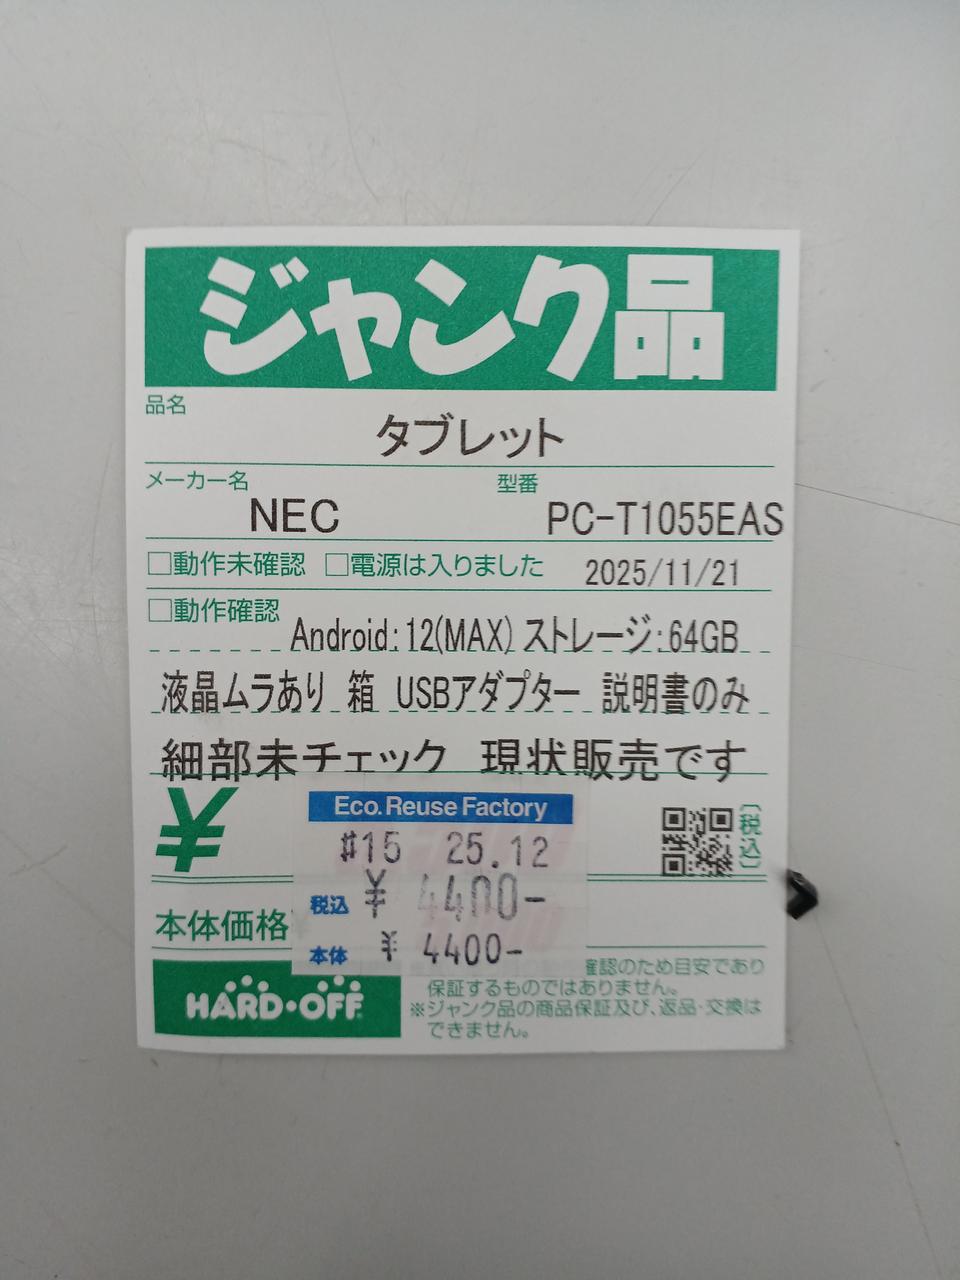 ジャンク品
品名
タブレット
メーカー名 型番
NEC PC-T1055EAS
□動作未確認 □電源は入りました 2025/11/21
□動作確認
Android:12(MAX) ストレージ:64GB
液晶ムラあり 箱 USBアダプター 説明書のみ
細部未チェック 現状販売です
¥ (税込)
Eco. Reuse Factory
#15 25.12
税込 ¥ 4400-
本体 ¥ 4400-
本体価格
確認のため目安であり
保証するものではありません。
※ジャンク品の商品保証及び、返品・交換は
できません。
HARD・OFF